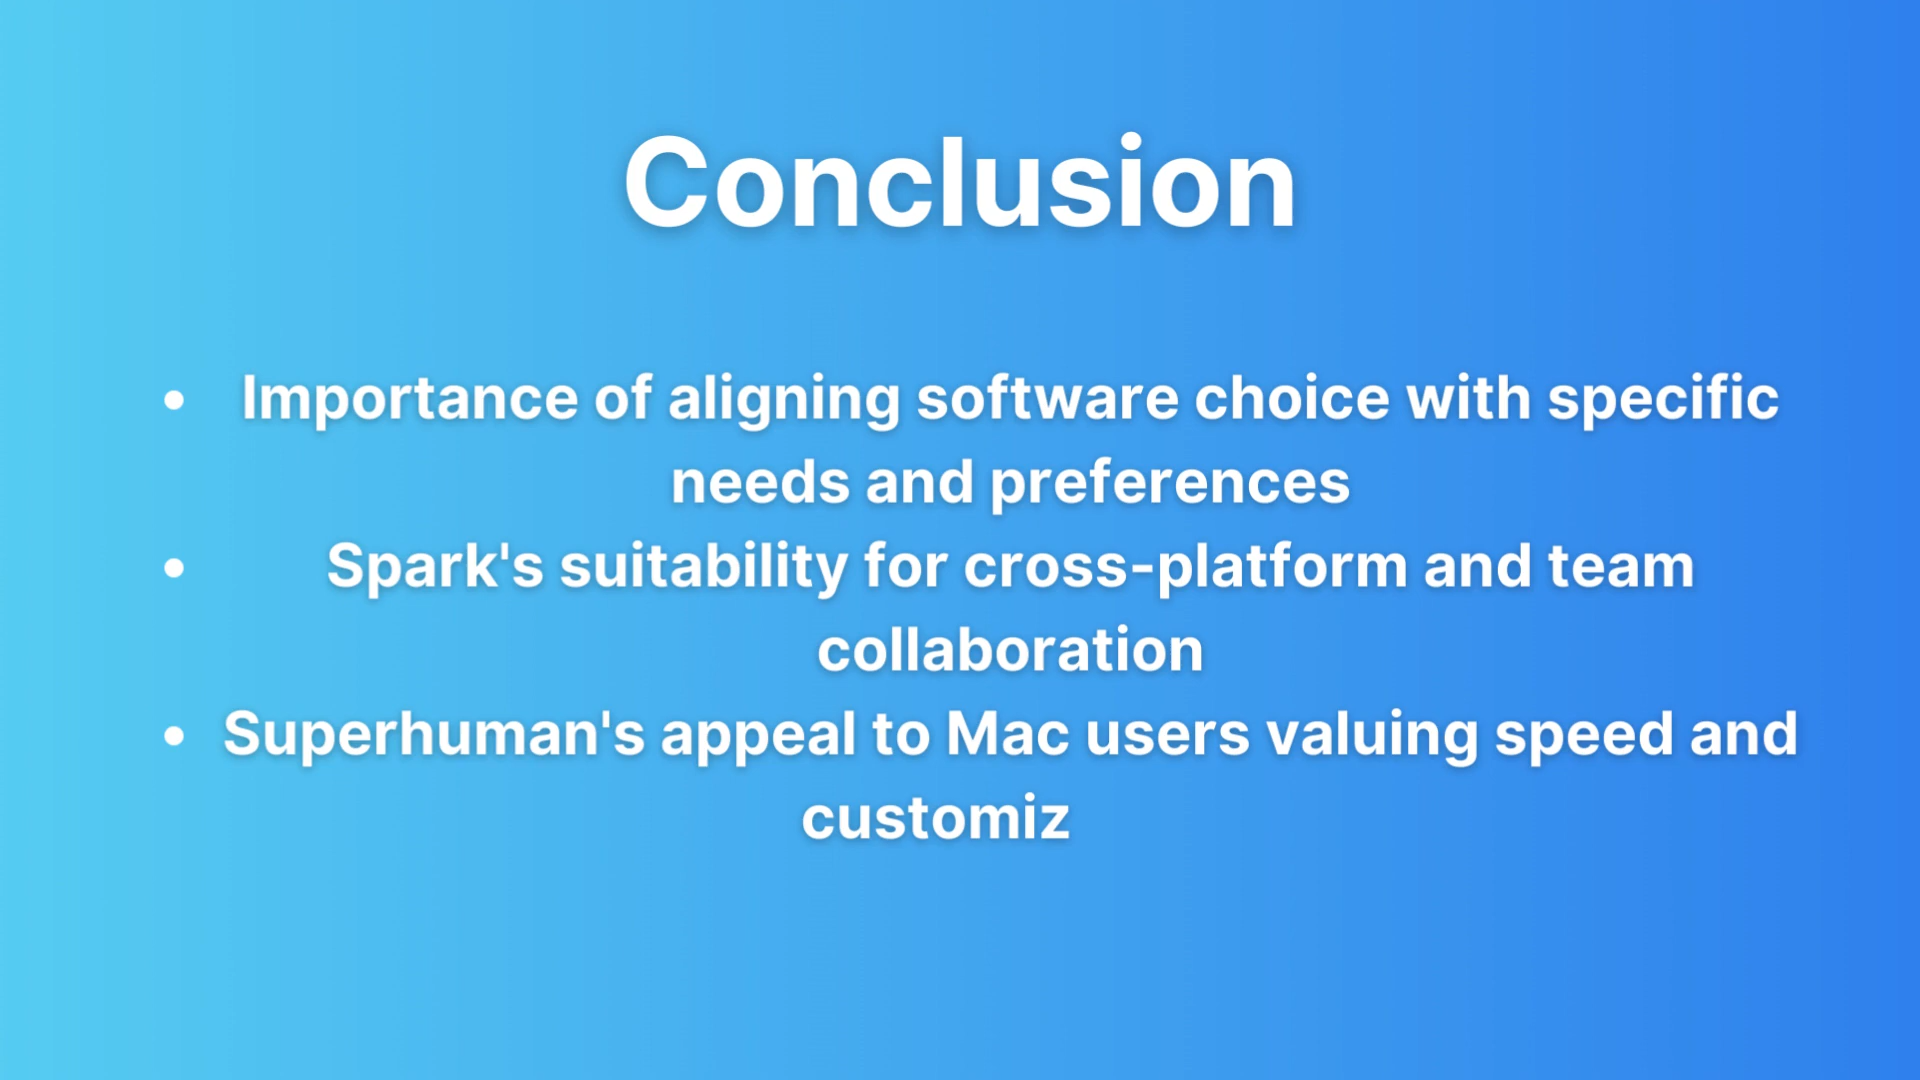 Conclusion
• Importance of aligning software choice with specific
needs and preferences
• Spark's suitability for cross-platform and team
collaboration
• Superhuman's appeal to Mac users valuing speed and
customiz